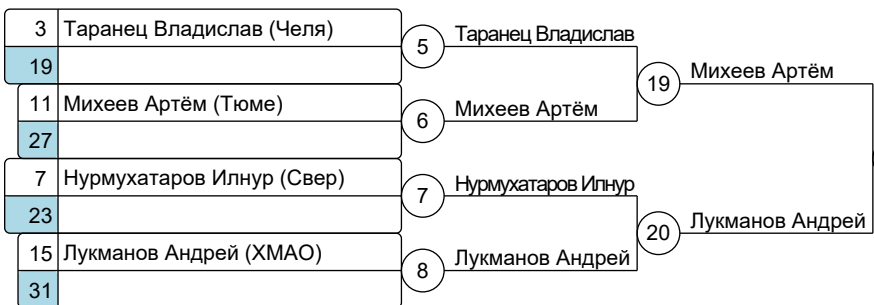 3 Таранец Владислав (Челя)
5 Таранец Владислав
19
19 Михеев Артём
11 Михеев Артём (Тюме)
6 Михеев Артём
27
7 Нурмухатаров Илнур (Свер)
7 Нурмухатаров Илнур
23
20 Лукманов Андрей
15 Лукманов Андрей (ХМАО)
8 Лукманов Андрей
31